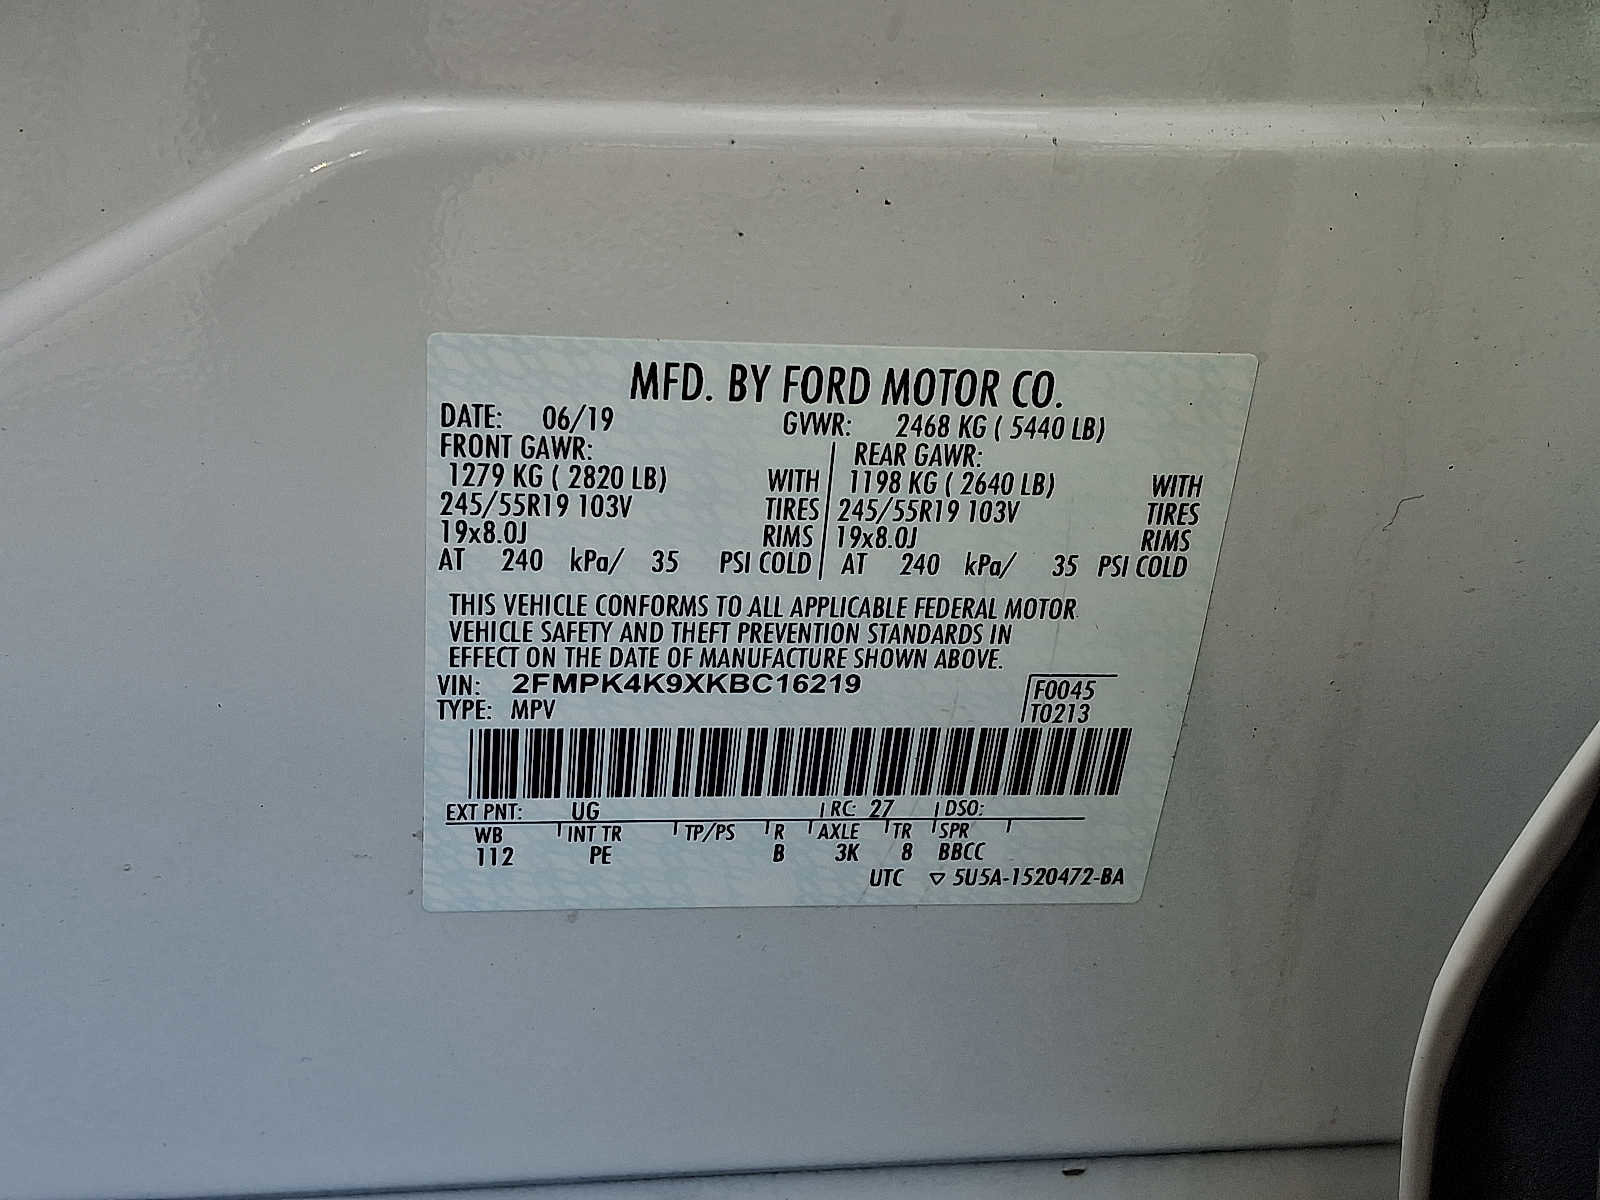 MFD. BY FORD MOTOR CO.
DATE: 06/19 GVWR: 2468 KG ( 5440 LB)
FRONT GAWR: REAR GAWR:
1279 KG ( 2820 LB) WITH 1198 KG ( 2640 LB) WITH
245/55R19 103V TIRES 245/55R19 103V TIRES
19x8.0J RIMS 19x8.0J RIMS
AT 240 kPa/ 35 PSI COLD AT 240 kPa/ 35 PSI COLD
THIS VEHICLE CONFORMS TO ALL APPLICABLE FEDERAL MOTOR
VEHICLE SAFETY AND THEFT PREVENTION STANDARDS IN
EFFECT ON THE DATE OF MANUFACTURE SHOWN ABOVE.
VIN: 2FMPK4K9XKBC16219 F0045
TYPE: MPV T0213
EXT PNT: UG RC: 27 DSO:
WB INT TR TP/PS R AXLE TR SPR
112 PE B 3K 8 BBCC
UTC ▽ 5U5A-1520472-BA